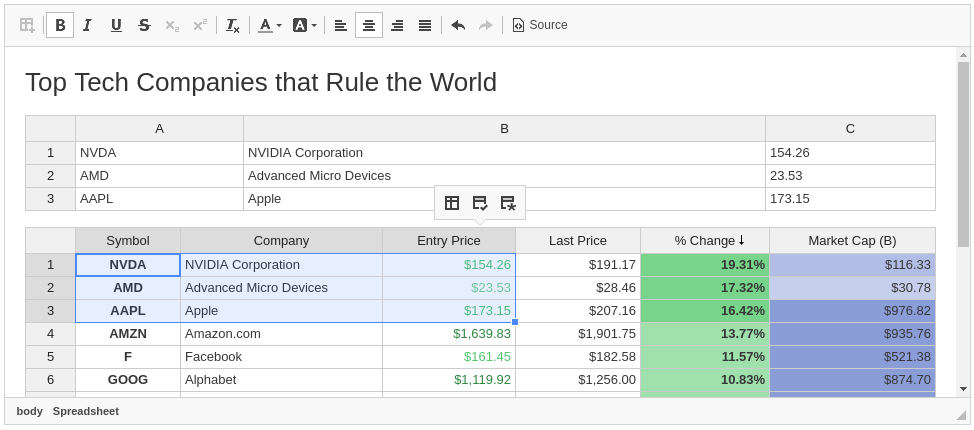 B I U S x₂ x² Tx A A Source
Top Tech Companies that Rule the World
A B C
1 NVDA NVIDIA Corporation 154.26
2 AMD Advanced Micro Devices 23.53
3 AAPL Apple 173.15
Symbol Company Entry Price Last Price % Change Market Cap (B)
1 NVDA NVIDIA Corporation $154.26 $191.17 19.31% $116.33
2 AMD Advanced Micro Devices $23.53 $28.46 17.32% $30.78
3 AAPL Apple $173.15 $207.16 16.42% $976.82
4 AMZN Amazon.com $1,639.83 $1,901.75 13.77% $935.76
5 F Facebook $161.45 $182.58 11.57% $521.38
6 GOOG Alphabet $1,119.92 $1,256.00 10.83% $874.70
body Spreadsheet